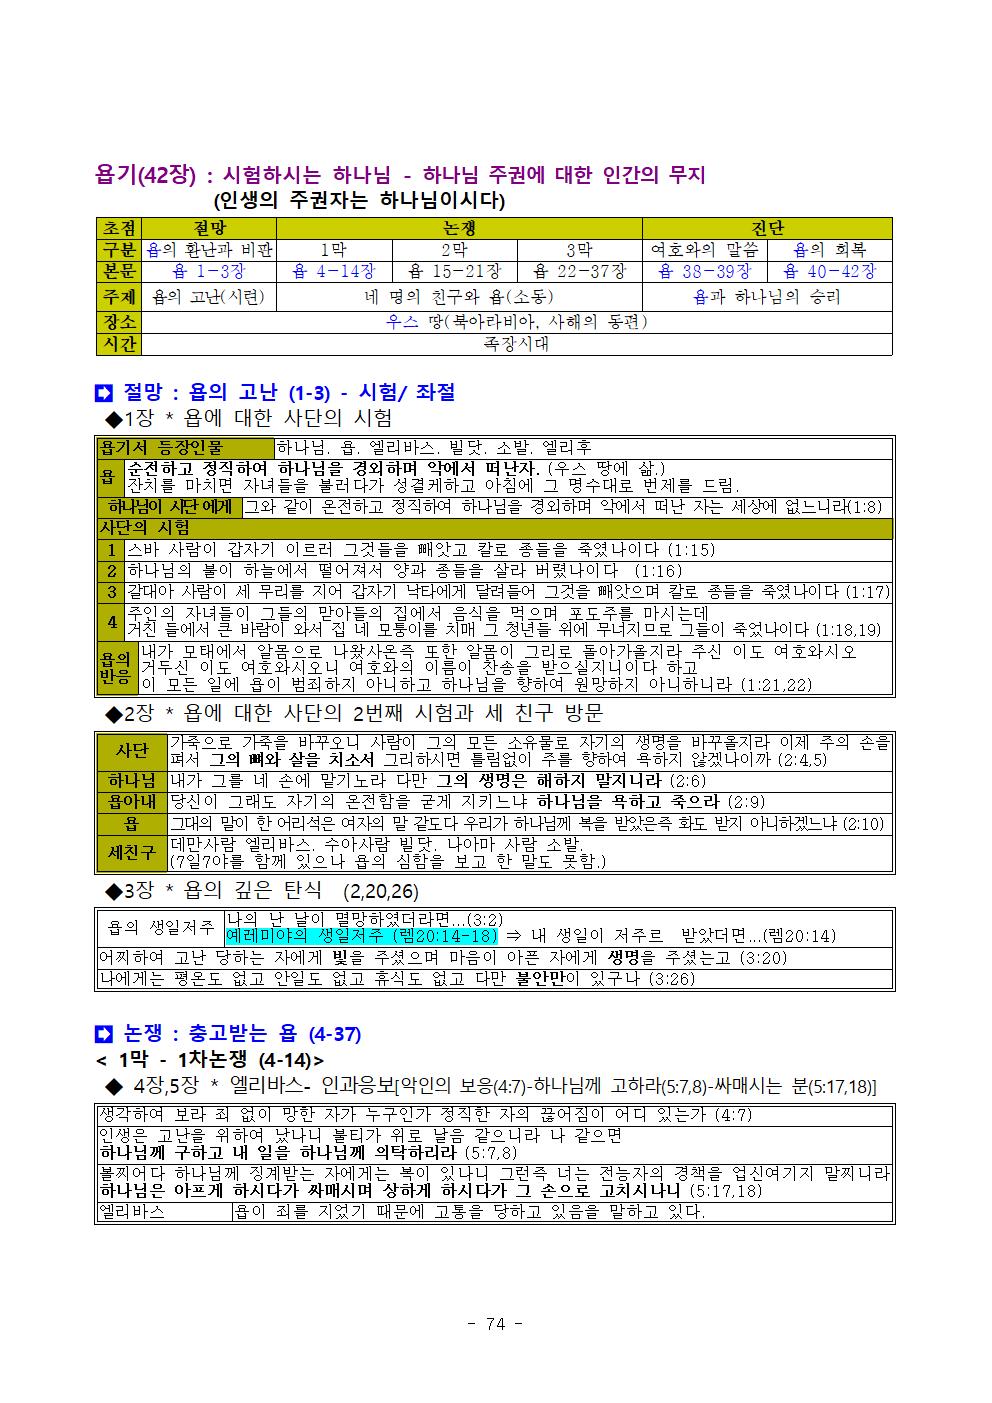 욥기(42장) : 시험하시는 하나님 - 하나님 주권에 대한 인간의 무지
(인생의 주권자는 하나님이시다)
초점 절망 논쟁 진단
구분 욥의 환난과 비판 1막 2막 3막 여호와의 말씀 욥의 회복
본문 욥 1-3장 욥 4-14장 욥 15-21장 욥 22-37장 욥 38-39장 욥 40-42장
주제 욥의 고난(시련) 네 명의 친구와 욥(소동) 욥과 하나님의 승리
장소 우스 땅(북아라비아, 사해의 동편)
시간 족장시대
➡ 절망 : 욥의 고난 (1-3) - 시험/ 좌절
◆1장 * 욥에 대한 사단의 시험
욥기서 등장인물 하나님. 욥. 엘리바스. 빌닷. 소발. 엘리후
욥 순전하고 정직하여 하나님을 경외하며 악에서 떠난자. (우스 땅에 삶.)
잔치를 마치면 자녀들을 불러다가 성결케하고 아침에 그 명수대로 번제를 드림.
하나님이 사단에게 그와 같이 온전하고 정직하여 하나님을 경외하며 악에서 떠난 자는 세상에 없느니라(1:8)
사단의 시험
1 스바 사람이 갑자기 이르러 그것들을 빼앗고 칼로 종들을 죽였나이다 (1:15)
2 하나님의 불이 하늘에서 떨어져서 양과 종들을 살라 버렸나이다 (1:16)
3 갈대아 사람이 세 무리를 지어 갑자기 낙타에게 달려들어 그것을 빼앗으며 칼로 종들을 죽였나이다 (1:17)
4 주인의 자녀들이 그들의 맏아들의 집에서 음식을 먹으며 포도주를 마시는데
거친 들에서 큰 바람이 와서 집 네 모퉁이를 치매 그 청년들 위에 무너지므로 그들이 죽었나이다 (1:18,19)
욥의 반응 내가 모태에서 알몸으로 나왔사온즉 또한 알몸이 그리로 돌아가올지라 주신 이도 여호와시오
거두신 이도 여호와시오니 여호와의 이름이 찬송을 받으실지니이다 하고
이 모든 일에 욥이 범죄하지 아니하고 하나님을 향하여 원망하지 아니하니라 (1:21,22)
◆2장 * 욥에 대한 사단의 2번째 시험과 세 친구 방문
사단 가죽으로 가죽을 바꾸오니 사람이 그의 모든 소유물로 자기의 생명을 바꾸올지라 이제 주의 손을
펴서 그의 뼈와 살을 치소서 그리하시면 틀림없이 주를 향하여 욕하지 않겠나이까 (2:4,5)
하나님 내가 그를 네 손에 맡기노라 다만 그의 생명은 해하지 말지니라 (2:6)
욥아내 당신이 그래도 자기의 온전함을 굳게 지키느냐 하나님을 욕하고 죽으라 (2:9)
욥 그대의 말이 한 어리석은 여자의 말 같도다 우리가 하나님께 복을 받았은즉 화도 받지 아니하겠느냐 (2:10)
세친구 데만사람 엘리바스. 수아사람 빌닷. 나아마 사람 소발.
(7일7야를 함께 있으나 욥의 심함을 보고 한 말도 못함.)
◆3장 * 욥의 깊은 탄식 (2,20,26)
욥의 생일저주 나의 난 날이 멸망하였더라면...(3:2)
예레미야의 생일저주 (렘20:14-18) ⇒ 내 생일이 저주르 받았더면...(렘20:14)
어찌하여 고난 당하는 자에게 빛을 주셨으며 마음이 아픈 자에게 생명을 주셨는고 (3:20)
나에게는 평온도 없고 안일도 없고 휴식도 없고 다만 불안만이 있구나 (3:26)
➡ 논쟁 : 충고받는 욥 (4-37)
< 1막 - 1차논쟁 (4-14)>
◆ 4장,5장 * 엘리바스- 인과응보[악인의 보응(4:7)-하나님께 고하라(5:7,8)-싸매시는 분(5:17,18)]
생각하여 보라 죄 없이 망한 자가 누구인가 정직한 자의 끊어짐이 어디 있는가 (4:7)
인생은 고난을 위하여 났나니 불티가 위로 날음 같으니라 나 같으면
하나님께 구하고 내 일을 하나님께 의탁하리라 (5:7,8)
볼찌어다 하나님께 징계받는 자에게는 복이 있나니 그런즉 너는 전능자의 경책을 업신여기지 말찌니라
하나님은 아프게 하시다가 싸매시며 상하게 하시다가 그 손으로 고치시나니 (5:17,18)
엘리바스 욥이 죄를 지었기 때문에 고통을 당하고 있음을 말하고 있다.
- 74 -